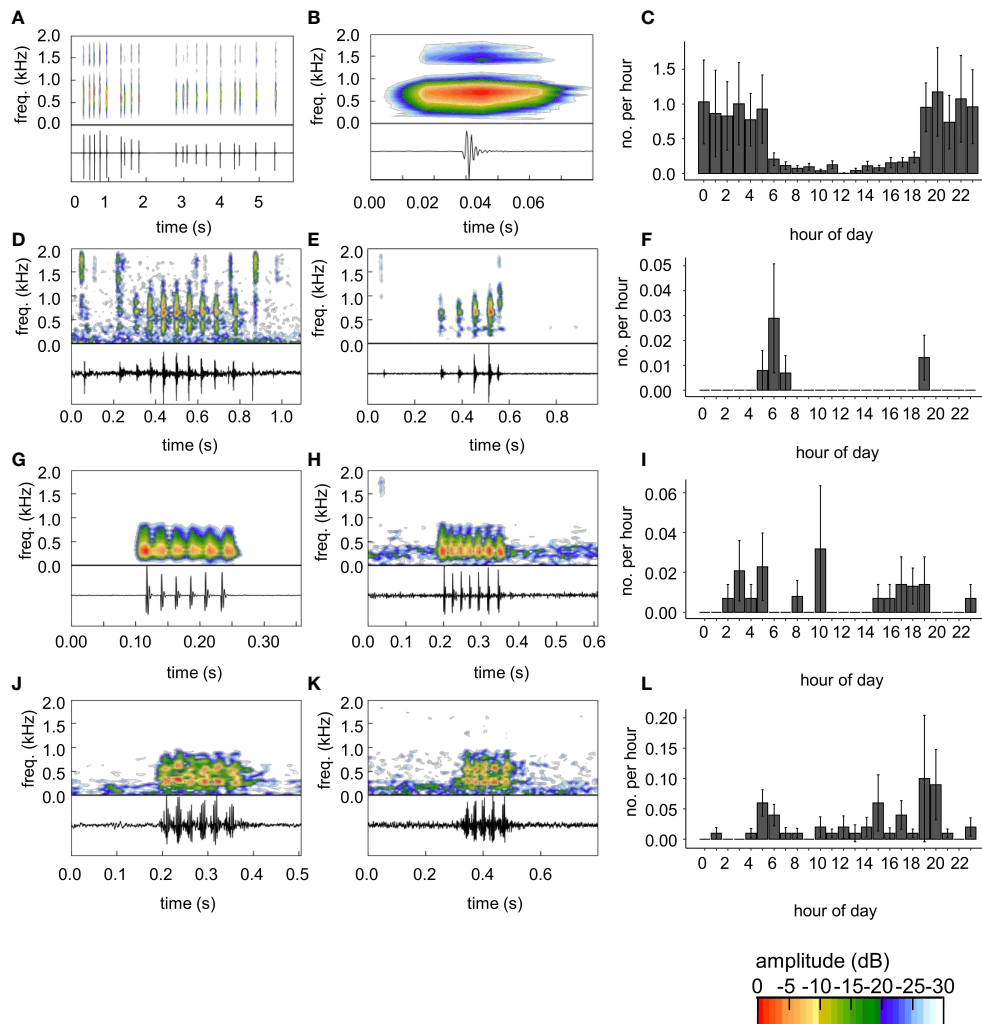 A
freq. (kHz)
2.0
1.5
1.0
0.5
0.0
0 1 2 3 4 5
time (s)
B
freq. (kHz)
2.0
1.5
1.0
0.5
0.0
0.00 0.02 0.04 0.06
time (s)
C
no. per hour
1.5
1.0
0.5
0.0
0 2 4 6 8 10 12 14 16 18 20 22
hour of day
D
freq. (kHz)
2.0
1.5
1.0
0.5
0.0
0.0 0.2 0.4 0.6 0.8 1.0
time (s)
E
freq. (kHz)
2.0
1.5
1.0
0.5
0.0
0.0 0.2 0.4 0.6 0.8
time (s)
F
no. per hour
0.05
0.04
0.03
0.02
0.01
0.00
0 2 4 6 8 10 12 14 16 18 20 22
hour of day
G
freq. (kHz)
2.0
1.5
1.0
0.5
0.0
0.00 0.10 0.20 0.30
time (s)
H
freq. (kHz)
2.0
1.5
1.0
0.5
0.0
0.0 0.1 0.2 0.3 0.4 0.5 0.6
time (s)
I
no. per hour
0.06
0.04
0.02
0.00
0 2 4 6 8 10 12 14 16 18 20 22
hour of day
J
freq. (kHz)
2.0
1.5
1.0
0.5
0.0
0.0 0.1 0.2 0.3 0.4 0.5
time (s)
K
freq. (kHz)
2.0
1.5
1.0
0.5
0.0
0.0 0.2 0.4 0.6
time (s)
L
no. per hour
0.20
0.15
0.10
0.05
0.00
0 2 4 6 8 10 12 14 16 18 20 22
hour of day
amplitude (dB)
0 -5 -10 -15 -20 -25 -30